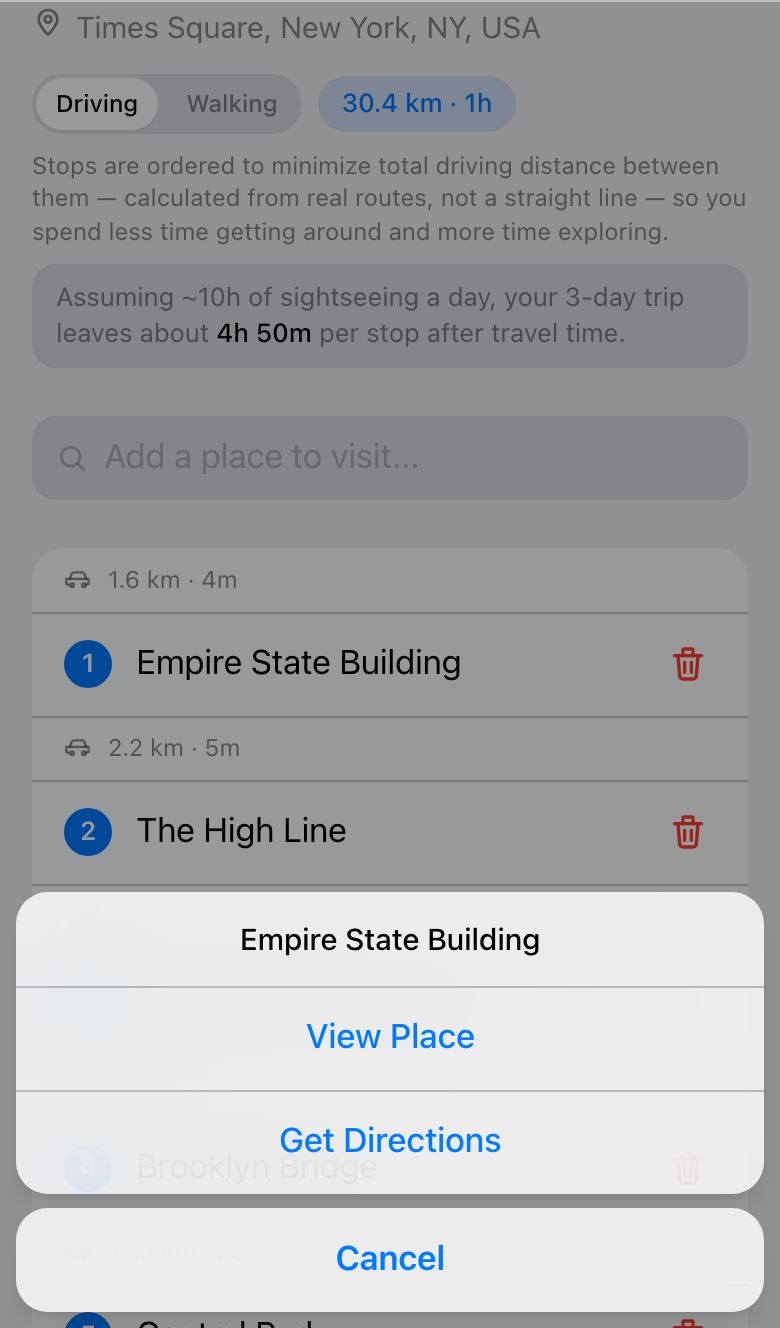 Times Square, New York, NY, USA
Driving
Walking
30.4 km · 1h
Stops are ordered to minimize total driving distance between
them — calculated from real routes, not a straight line — so you
spend less time getting around and more time exploring.
Assuming ~10h of sightseeing a day, your 3-day trip
leaves about 4h 50m per stop after travel time.
Add a place to visit...
1.6 km · 4m
1 Empire State Building
2.2 km · 5m
2 The High Line
Empire State Building
View Place
Get Directions
4 Brooklyn Bridge
Cancel